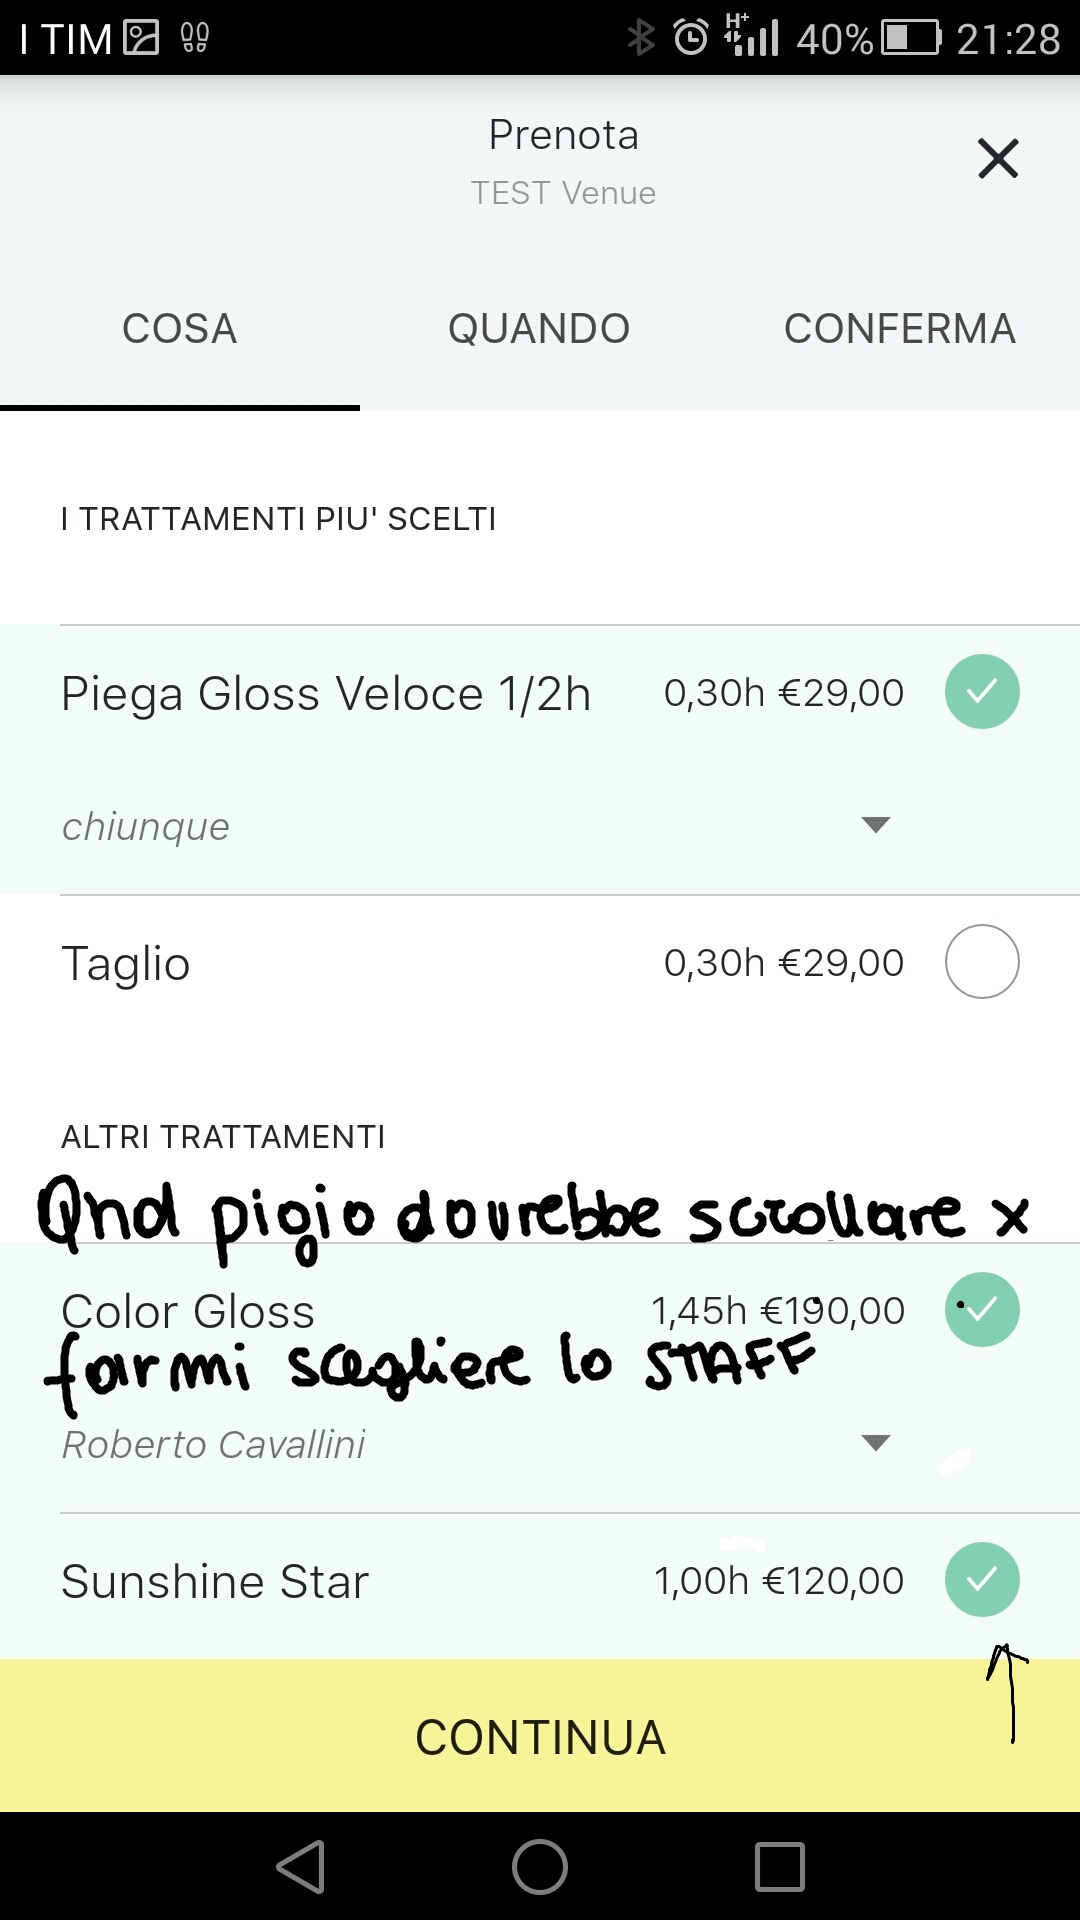 I TIM H+ 40% 21:28
Prenota
TEST Venue
COSA QUANDO CONFERMA
I TRATTAMENTI PIU' SCELTI
Piega Gloss Veloce 1/2h 0,30h €29,00
chiunque
Taglio 0,30h €29,00
ALTRI TRATTAMENTI
Qnd pigio dovrebbe scrollare x
Color Gloss 1,45h €190,00
farmi scegliere lo STAFF
Roberto Cavallini
Sunshine Star 1,00h €120,00
CONTINUA